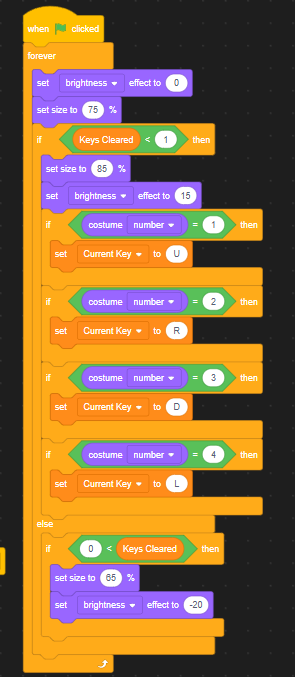 when clicked
forever
set brightness effect to 0
set size to 75 %
if Keys Cleared < 1 then
set size to 85 %
set brightness effect to 15
if costume number = 1 then
set Current Key to U
if costume number = 2 then
set Current Key to R
if costume number = 3 then
set Current Key to D
if costume number = 4 then
set Current Key to L
else
if 0 < Keys Cleared then
set size to 65 %
set brightness effect to -20